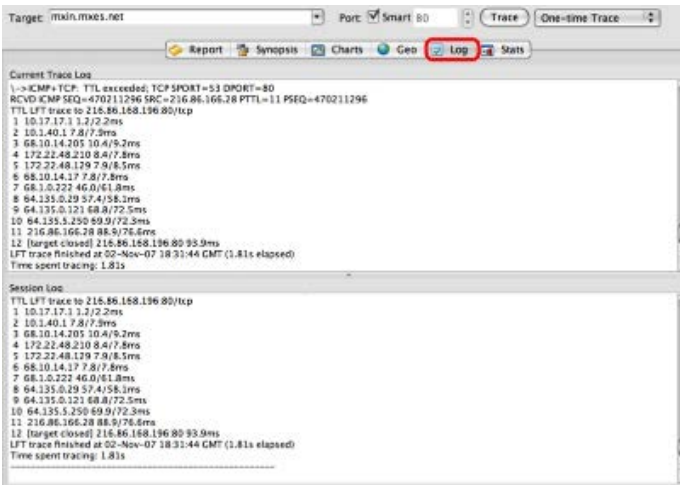 Target: mxin.mxes.net Port: Smart 80 Trace One-time Trace
Report Synopsis Charts Geo Log Stats
Current Trace Log
\->ICMP+TCP: TTL exceeded; TCP SPORT=53 DPORT=80
RCVD ICMP SEQ=470211296 SRC=216.86.166.28 PTTL=11 PSEQ=470211296
TTL LFT trace to 216.86.168.196:80/tcp
1 10.17.17.1 1.2/2.2ms
2 10.1.40.1 7.8/7.9ms
3 68.10.14.205 10.4/9.2ms
4 172.22.48.210 8.4/7.8ms
5 172.22.48.129 7.9/8.5ms
6 68.10.14.17 7.8/7.8ms
7 68.1.0.222 46.0/61.8ms
8 64.135.0.29 57.4/58.1ms
9 64.135.0.121 68.8/72.5ms
10 64.135.5.250 69.9/72.3ms
11 216.86.166.28 88.9/76.6ms
12 [target closed] 216.86.168.196:80 93.9ms
LFT trace finished at 02-Nov-07 18:31:44 GMT (1.81s elapsed)
Time spent tracing: 1.81s
Session Log
TTL LFT trace to 216.86.168.196:80/tcp
1 10.17.17.1 1.2/2.2ms
2 10.1.40.1 7.8/7.9ms
3 68.10.14.205 10.4/9.2ms
4 172.22.48.210 8.4/7.8ms
5 172.22.48.129 7.9/8.5ms
6 68.10.14.17 7.8/7.8ms
7 68.1.0.222 46.0/61.8ms
8 64.135.0.29 57.4/58.1ms
9 64.135.0.121 68.8/72.5ms
10 64.135.5.250 69.9/72.3ms
11 216.86.166.28 88.9/76.6ms
12 [target closed] 216.86.168.196:80 93.9ms
LFT trace finished at 02-Nov-07 18:31:44 GMT (1.81s elapsed)
Time spent tracing: 1.81s